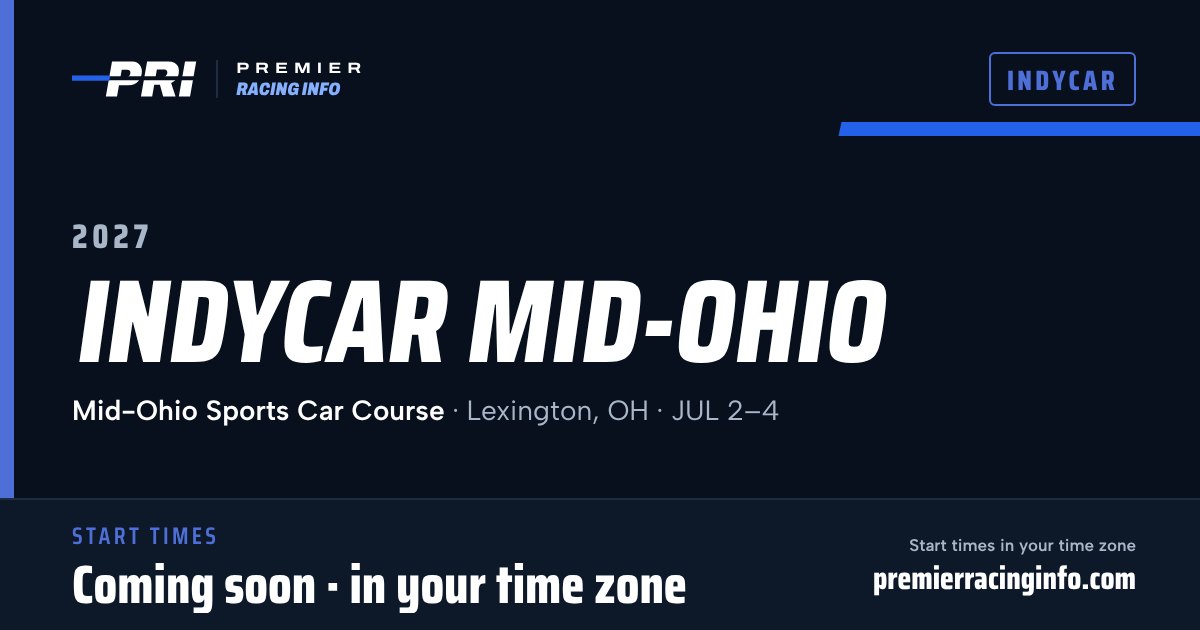 PRI
PREMIER
RACING INFO
INDYCAR
2027
INDYCAR MID-OHIO
Mid-Ohio Sports Car Course · Lexington, OH · JUL 2–4
START TIMES
Coming soon · in your time zone
Start times in your time zone
premierracinginfo.com